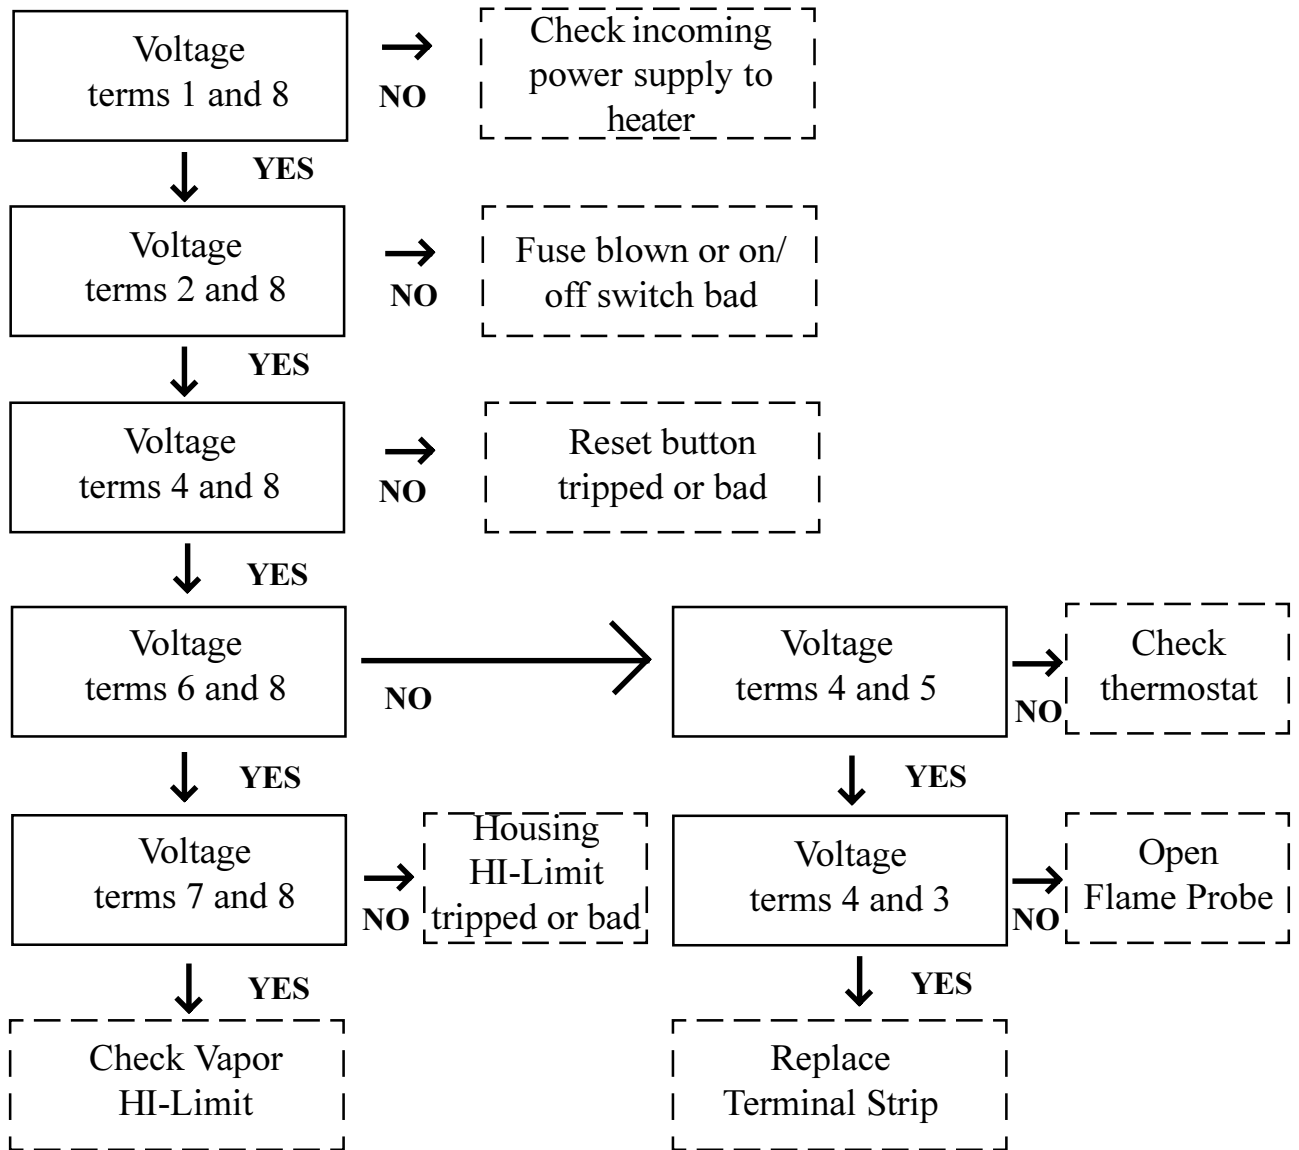 Voltage
terms 1 and 8
NO
Check incoming
power supply to
heater
YES
Voltage
terms 2 and 8
NO
Fuse blown or on/
off switch bad
YES
Voltage
terms 4 and 8
NO
Reset button
tripped or bad
YES
Voltage
terms 6 and 8
NO
Voltage
terms 4 and 5
NO
Check
thermostat
YES
YES
Voltage
terms 7 and 8
NO
Housing
HI-Limit
tripped or bad
Voltage
terms 4 and 3
NO
Open
Flame Probe
YES
YES
Check Vapor
HI-Limit
Replace
Terminal Strip